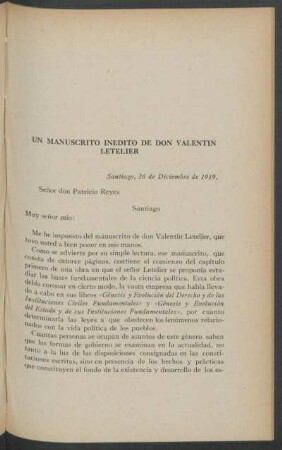 UN MANUSCRITO INEDITO DE DON VALENTIN
LETELIER
Santiago, 26 de Diciembre de 1919.
Señor don Patricio Reyes
Santiago
Muy señor mío:
Me he impuesto del manuscrito de don Valentín Letelier, que
tuvo usted a bien poner en mis manos.
Como se advierte por su simple lectura, ese manuscrito, que
consta de catorce páginas, contiene el comienzo del capítulo
primero de una obra en que el señor Letelier se proponía estu-
diar las bases fundamentales de la ciencia política. Esta obra
debía coronar en cierto modo, la vasta empresa que había lleva-
do a cabo en sus libros «Génesis y Evolución del Derecho y de las
Instituciones Civiles Fundamentales» y «Génesis y Evolución
del Estado y de sus Instituciones Fundamentales», por cuanto
determinaría las leyes a que obedecen los fenómenos relacio-
nados con la vida política de los pueblos.
Cuantas personas se ocupan de asuntos de este género saben
que las formas de gobierno se examinan en la actualidad, no
tanto a la luz de las disposiciones consignadas en las consti-
tuciones escritas, sino en presencia de los hechos y prácticas
que constituyen el fondo de la existencia y desarrollo de los es-